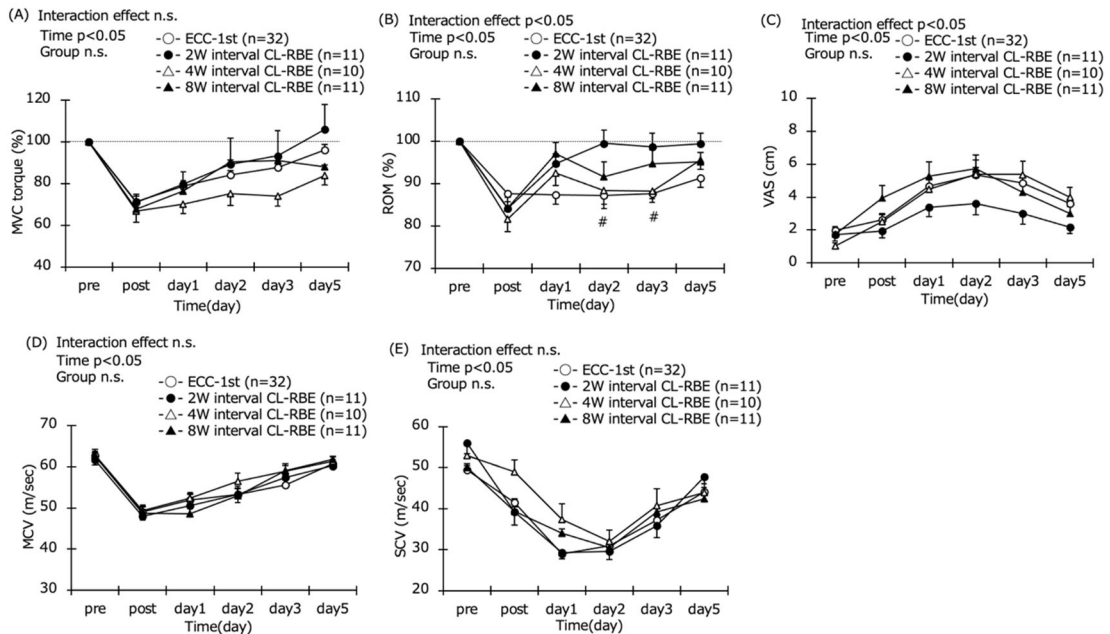 (A) Interaction effect n.s.
Time p<0.05
Group n.s.
-○- ECC-1st (n=32)
-●- 2W interval CL-RBE (n=11)
-△- 4W interval CL-RBE (n=10)
-▲- 8W interval CL-RBE (n=11)
MVC torque (%)
120
100
80
60
40
pre post day1 day2 day3 day5
Time(day)
(B) Interaction effect p<0.05
Time p<0.05
Group n.s.
-○- ECC-1st (n=32)
-●- 2W interval CL-RBE (n=11)
-△- 4W interval CL-RBE (n=10)
-▲- 8W interval CL-RBE (n=11)
ROM (%)
110
100
90
80
70
# #
pre post day1 day2 day3 day5
Time(day)
(C)
Interaction effect p<0.05
Time p<0.05
Group n.s.
-○- ECC-1st (n=32)
-●- 2W interval CL-RBE (n=11)
-△- 4W interval CL-RBE (n=10)
-▲- 8W interval CL-RBE (n=11)
VAS (cm)
10
8
6
4
2
0
pre post day1 day2 day3 day5
Time(day)
(D) Interaction effect n.s.
Time p<0.05
Group n.s.
-○- ECC-1st (n=32)
-●- 2W interval CL-RBE (n=11)
-△- 4W interval CL-RBE (n=10)
-▲- 8W interval CL-RBE (n=11)
MCV (m/sec)
70
60
50
40
30
pre post day1 day2 day3 day5
Time(day)
(E) Interaction effect n.s.
Time p<0.05
Group n.s.
-○- ECC-1st (n=32)
-●- 2W interval CL-RBE (n=11)
-△- 4W interval CL-RBE (n=10)
-▲- 8W interval CL-RBE (n=11)
SCV (m/sec)
60
50
40
30
20
pre post day1 day2 day3 day5
Time(day)